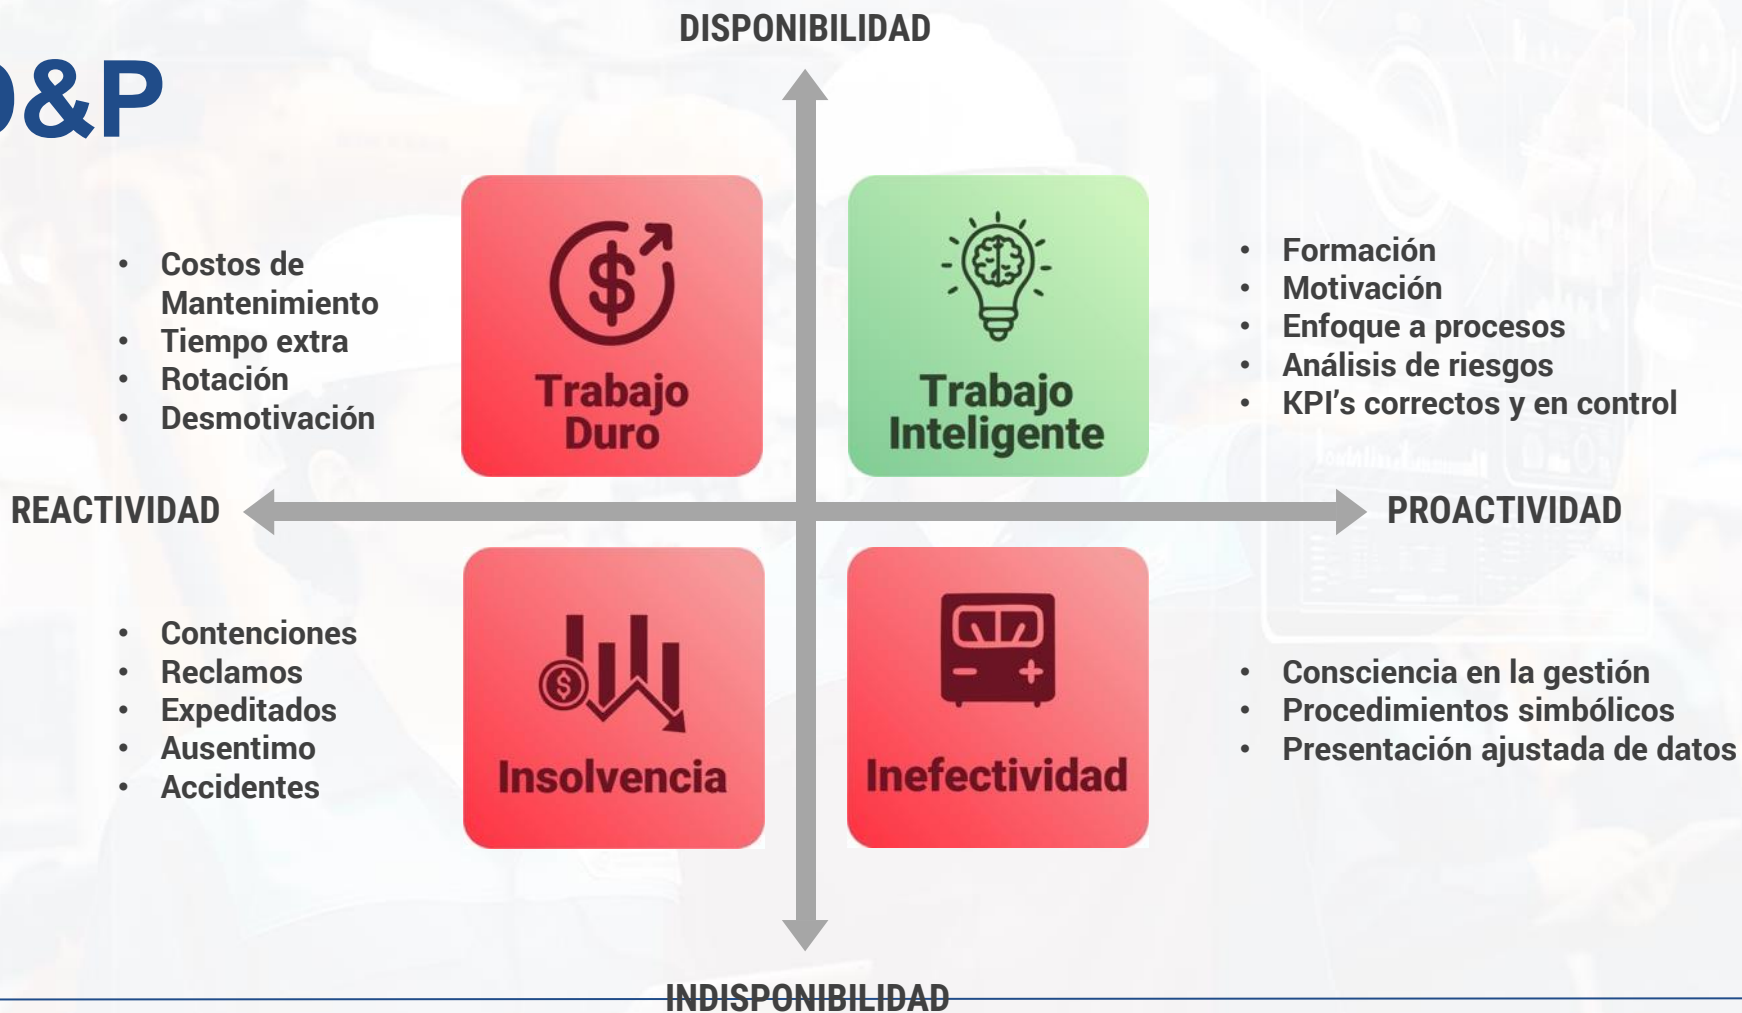 DISPONIBILIDAD
D&P
• Costos de
Mantenimiento
• Tiempo extra
• Rotación
• Desmotivación
Trabajo
Duro
Trabajo
Inteligente
• Formación
• Motivación
• Enfoque a procesos
• Análisis de riesgos
• KPI’s correctos y en control
REACTIVIDAD
PROACTIVIDAD
• Contenciones
• Reclamos
• Expeditados
• Ausentimo
• Accidentes
Insolvencia
Inefectividad
• Consciencia en la gestión
• Procedimientos simbólicos
• Presentación ajustada de datos
INDISPONIBILIDAD